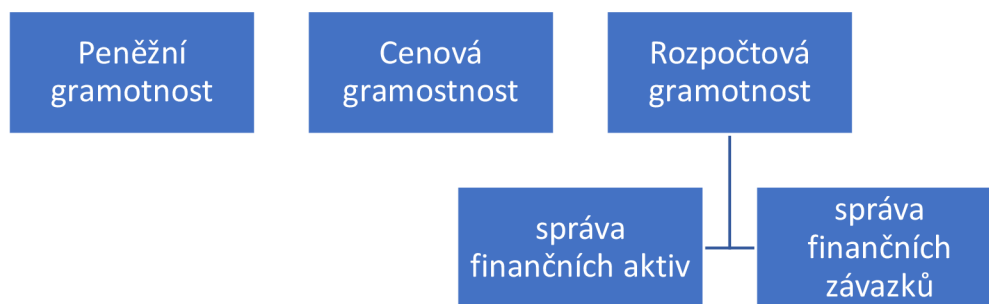 Peněžní
gramotnost
Cenová
gramostnost
Rozpočtová
gramotnost
správa
finančních aktiv
správa
finančních
závazků